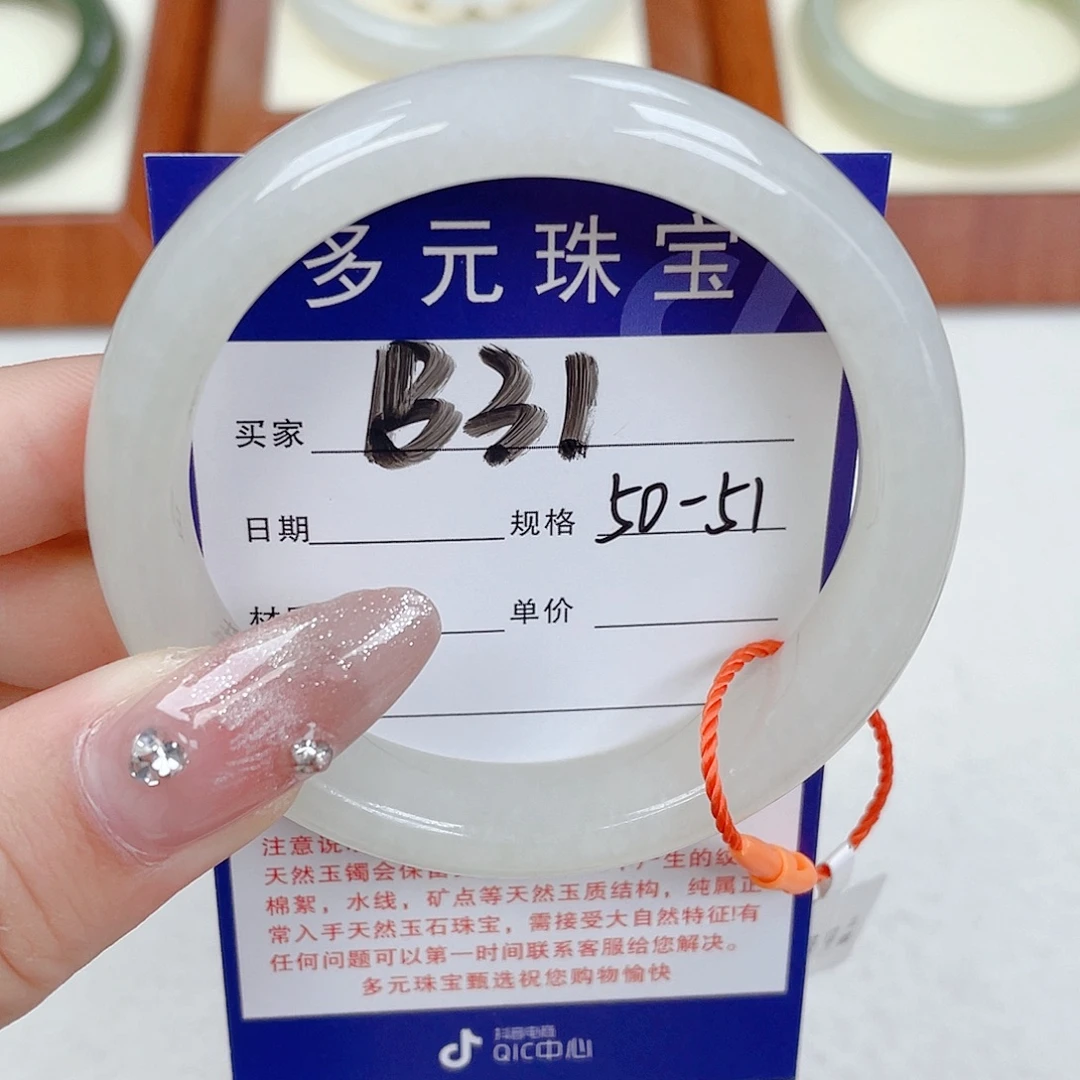 多元珠宝
买家 B31
日期 规格 50-51
单价
注意说
天然玉镯会保留 产生的纹
棉絮，水线，矿点等天然玉质结构，纯属正
常入手天然玉石珠宝，需接受大自然特征!有
任何问题可以第一时间联系客服给您解决。
多元珠宝甄选祝您购物愉快
抖音电商
QIC中心